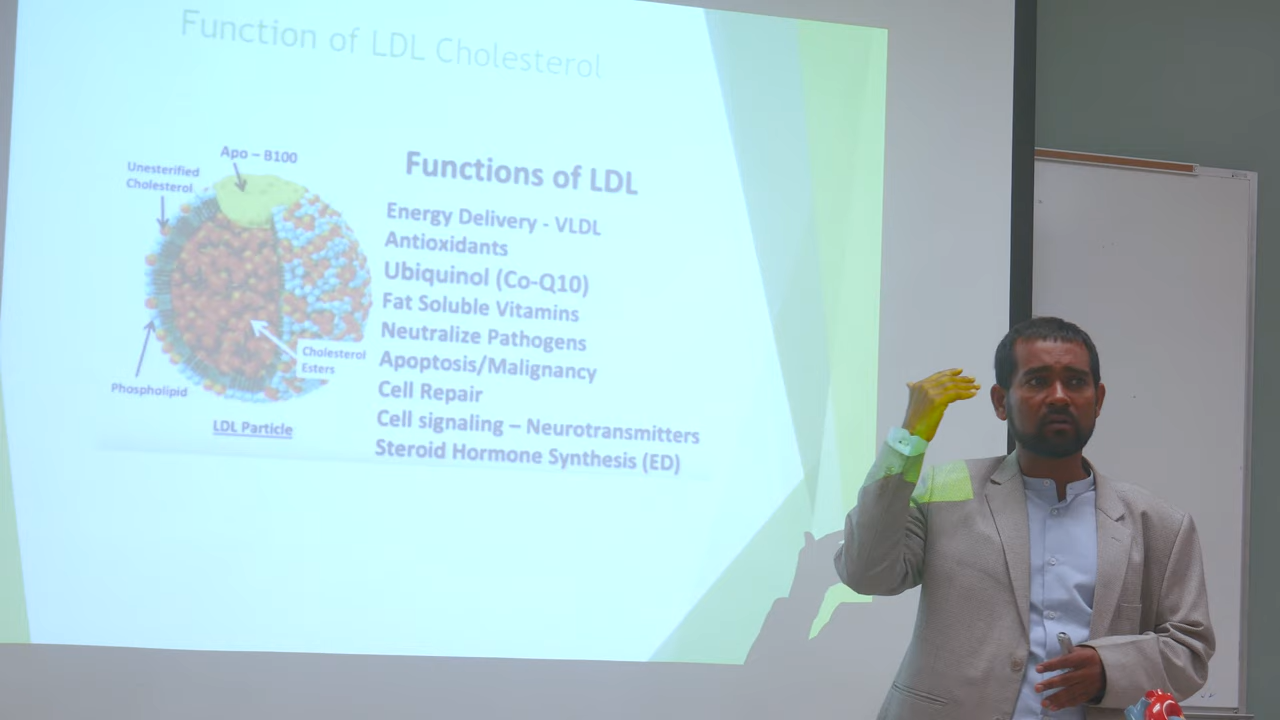 Function of LDL Cholesterol
Apo – B100
Unesterified
Cholesterol
Cholesterol
Esters
Phospholipid
LDL Particle
Functions of LDL
Energy Delivery - VLDL
Antioxidants
Ubiquinol (Co-Q10)
Fat Soluble Vitamins
Neutralize Pathogens
Apoptosis/Malignancy
Cell Repair
Cell signaling – Neurotransmitters
Steroid Hormone Synthesis (ED)